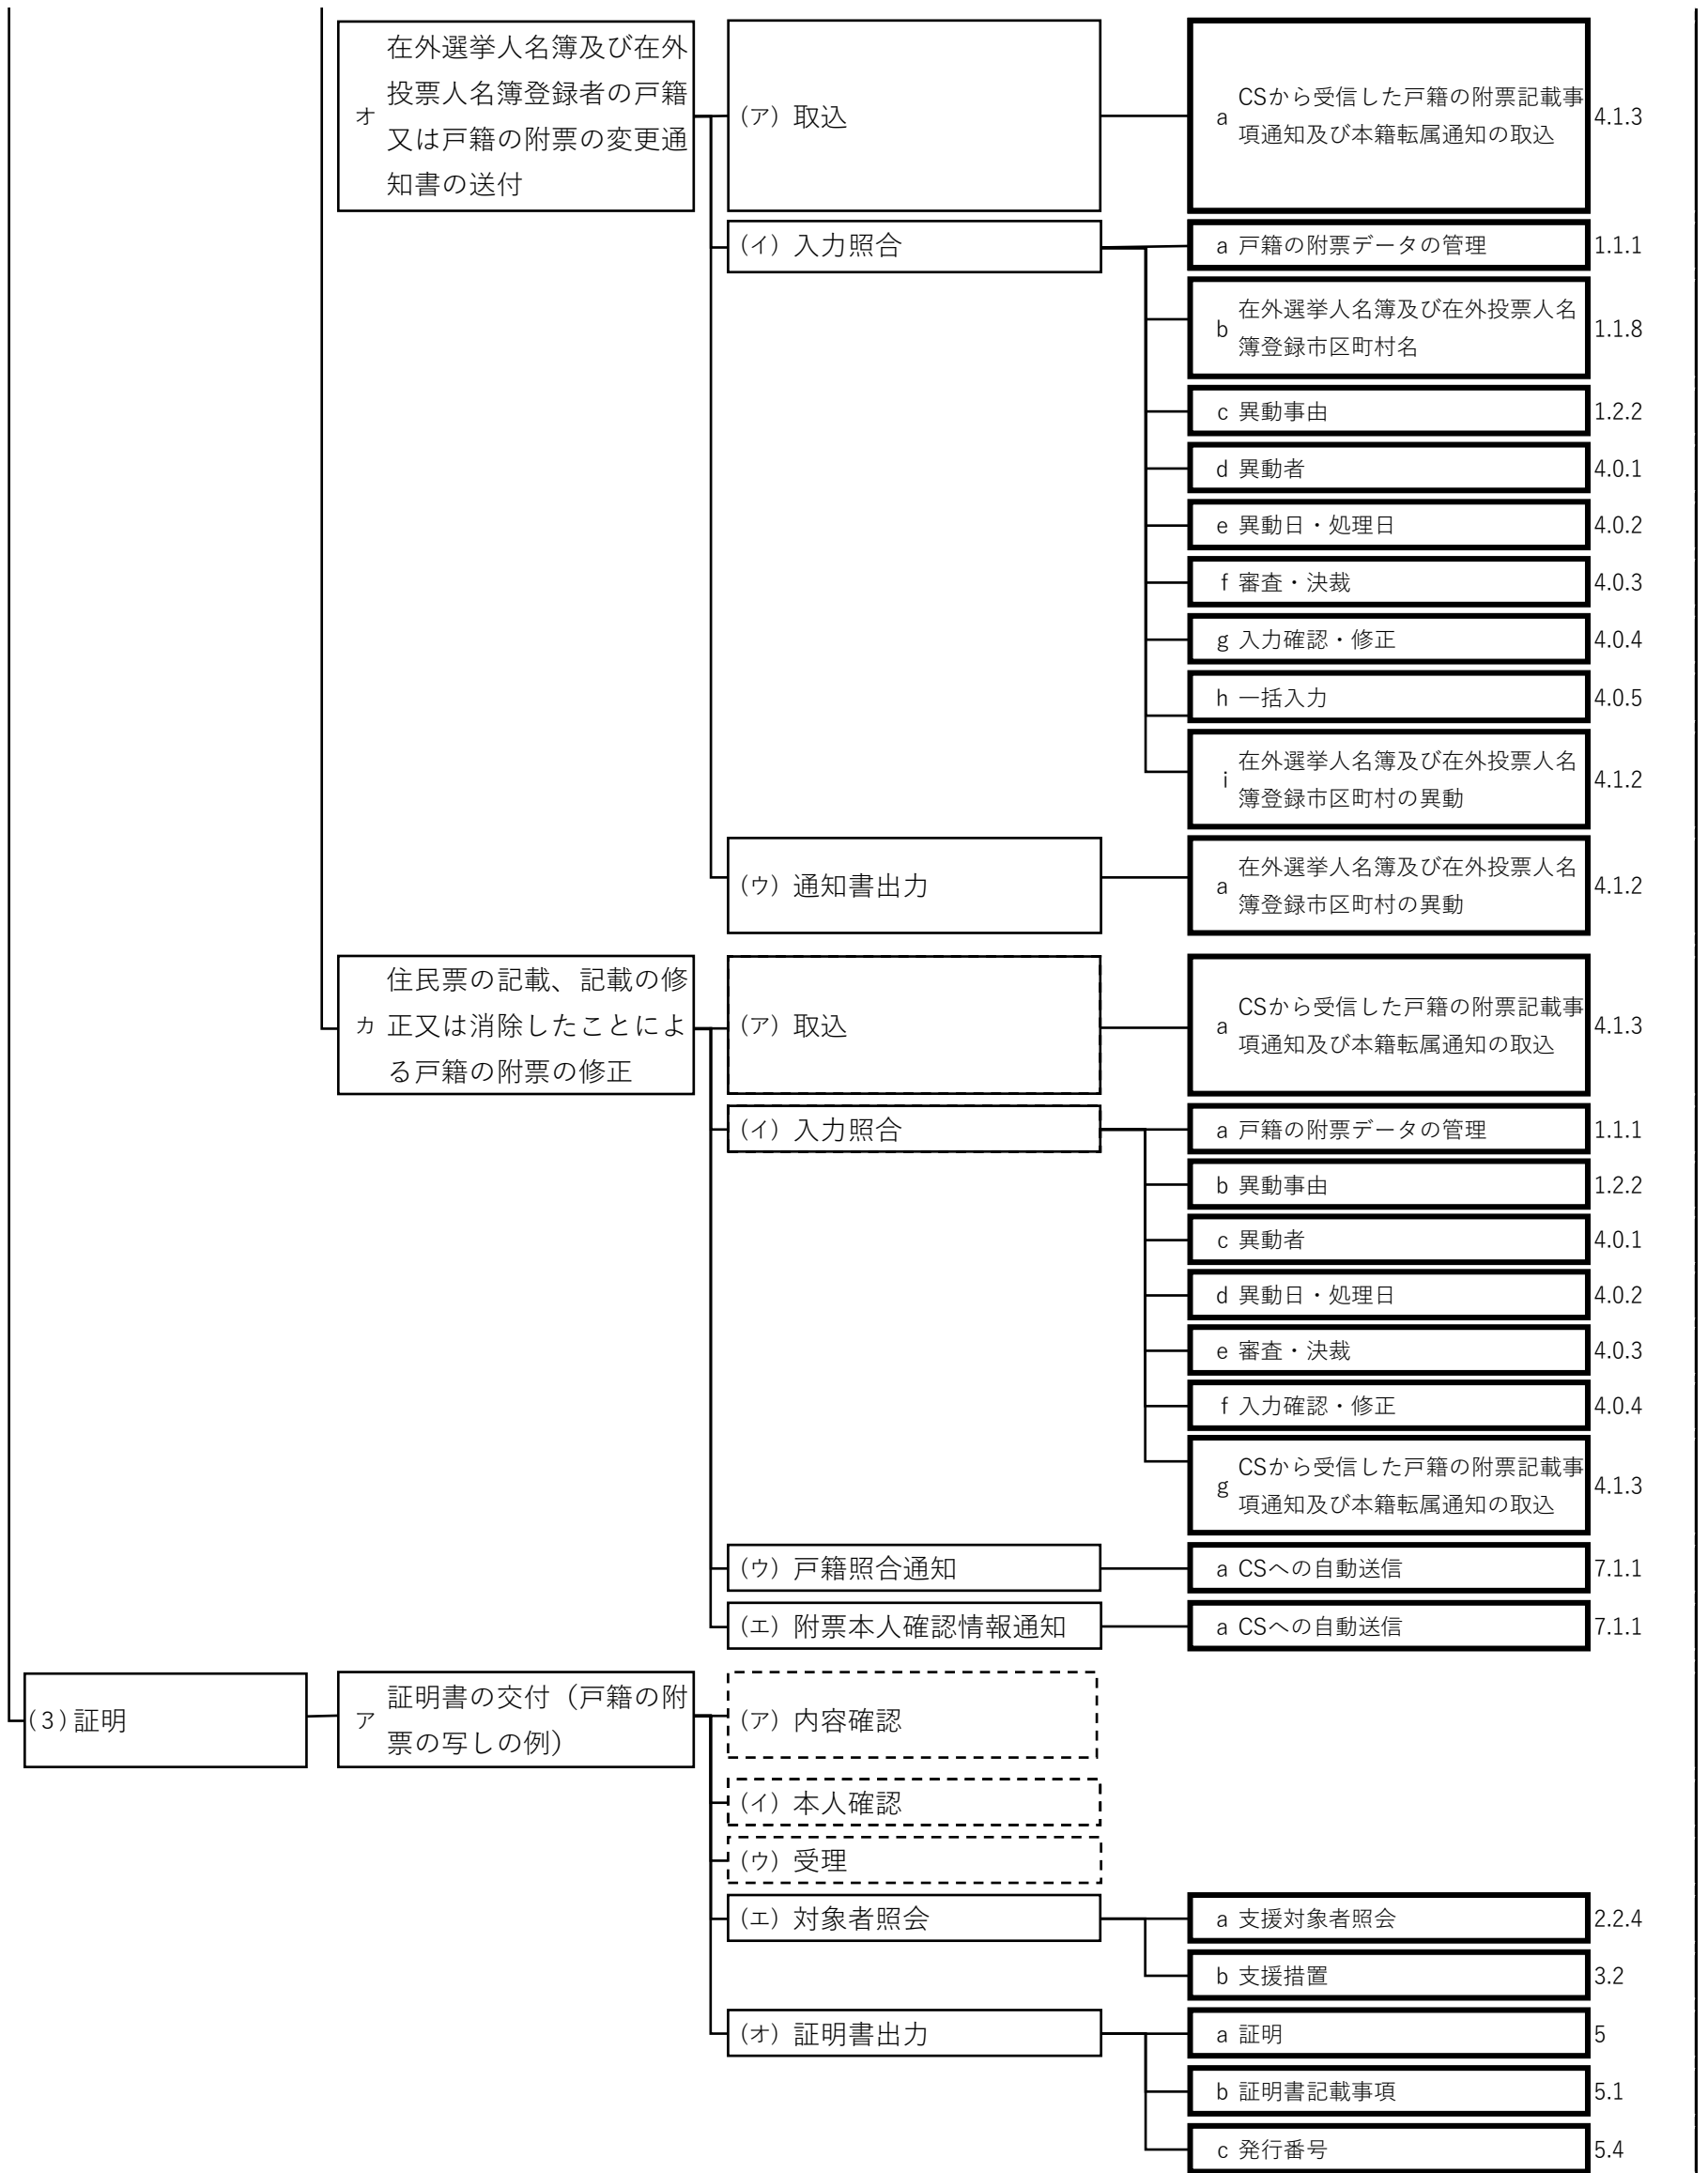 オ
在外選挙人名簿及び在外
投票人名簿登録者の戸籍
又は戸籍の附票の変更通
知書の送付
(ア) 取込
a
CSから受信した戸籍の附票記載事
項通知及び本籍転属通知の取込
4.1.3
(イ) 入力照合
a 戸籍の附票データの管理
1.1.1
b
在外選挙人名簿及び在外投票人名
簿登録市区町村名
1.1.8
c 異動事由
1.2.2
d 異動者
4.0.1
e 異動日・処理日
4.0.2
f 審査・決裁
4.0.3
g 入力確認・修正
4.0.4
h 一括入力
4.0.5
i
在外選挙人名簿及び在外投票人名
簿登録市区町村の異動
4.1.2
(ウ) 通知書出力
a
在外選挙人名簿及び在外投票人名
簿登録市区町村の異動
4.1.2
カ
住民票の記載、記載の修
正又は消除したことによ
る戸籍の附票の修正
(ア) 取込
a
CSから受信した戸籍の附票記載事
項通知及び本籍転属通知の取込
4.1.3
(イ) 入力照合
a 戸籍の附票データの管理
1.1.1
b 異動事由
1.2.2
c 異動者
4.0.1
d 異動日・処理日
4.0.2
e 審査・決裁
4.0.3
f 入力確認・修正
4.0.4
g
CSから受信した戸籍の附票記載事
項通知及び本籍転属通知の取込
4.1.3
(ウ) 戸籍照合通知
a CSへの自動送信
7.1.1
(エ) 附票本人確認情報通知
a CSへの自動送信
7.1.1
(3) 証明
ア
証明書の交付（戸籍の附
票の写しの例）
(ア) 内容確認
(イ) 本人確認
(ウ) 受理
(エ) 対象者照会
a 支援対象者照会
2.2.4
b 支援措置
3.2
(オ) 証明書出力
a 証明
5
b 証明書記載事項
5.1
c 発行番号
5.4